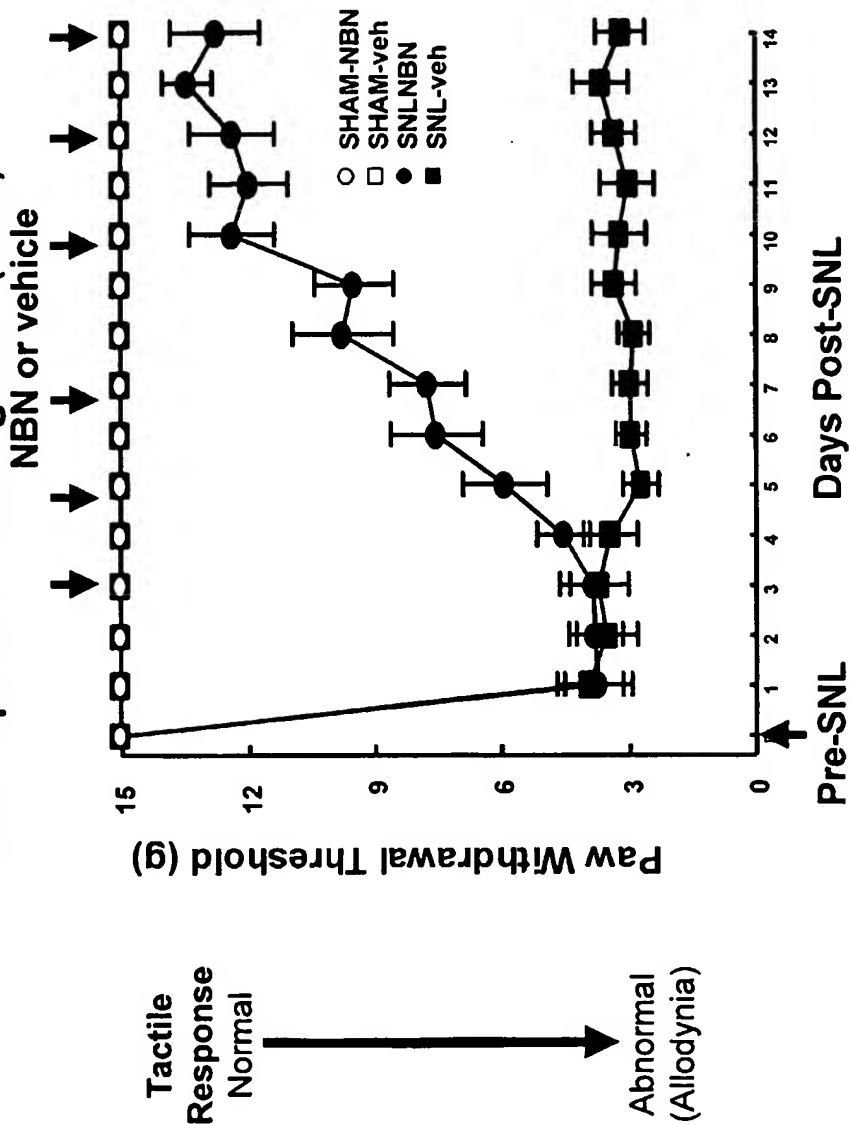 NBN or vehicle
15
12
9
6
3
0
Paw Withdrawal Threshold (g)
Tactile
Response
Normal
Abnormal
(Allodynia)
SHAM-NBN
SHAM-veh
SNLNBN
SNL-veh
1 2 3 4 5 6 7 8 9 10 11 12 13 14
Pre-SNL
Days Post-SNL